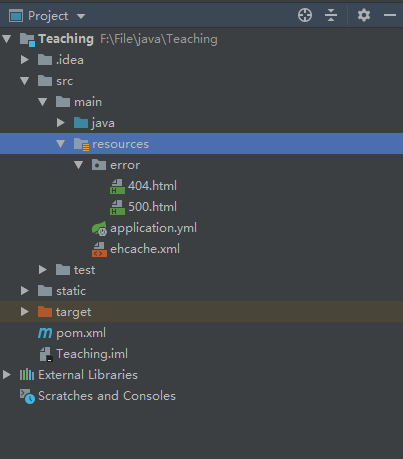 Project
Teaching F:\File\java\Teaching
.idea
src
main
java
resources
error
404.html
500.html
application.yml
ehcache.xml
test
static
target
pom.xml
Teaching.iml
External Libraries
Scratches and Consoles